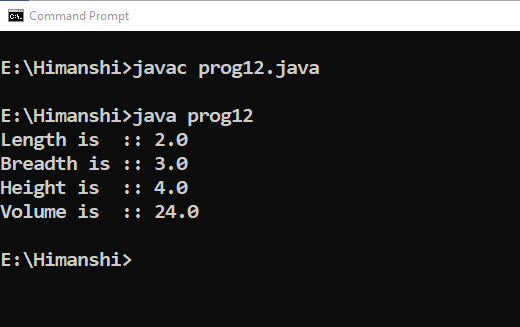 Command Prompt
E:\Himanshi>javac prog12.java
E:\Himanshi>java prog12
Length is  :: 2.0
Breadth is :: 3.0
Height is  :: 4.0
Volume is  :: 24.0
E:\Himanshi>